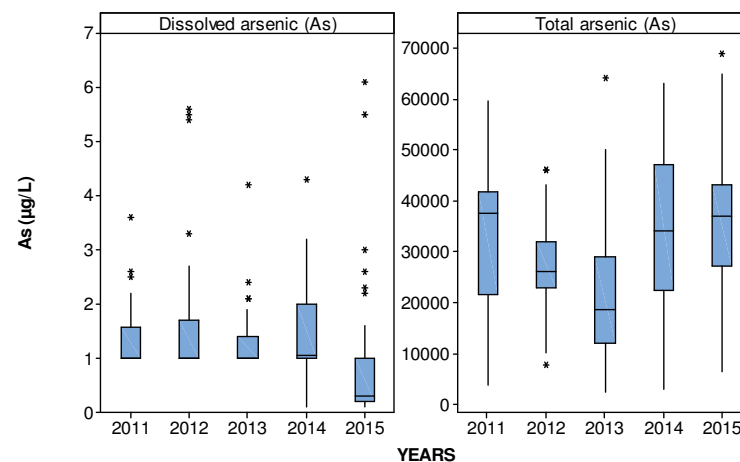 Dissolved arsenic (As)
Total arsenic (As)
As (µg/L)
7
6
5
4
3
2
1
0
70000
60000
50000
40000
30000
20000
10000
0
2011 2012 2013 2014 2015
2011 2012 2013 2014 2015
YEARS